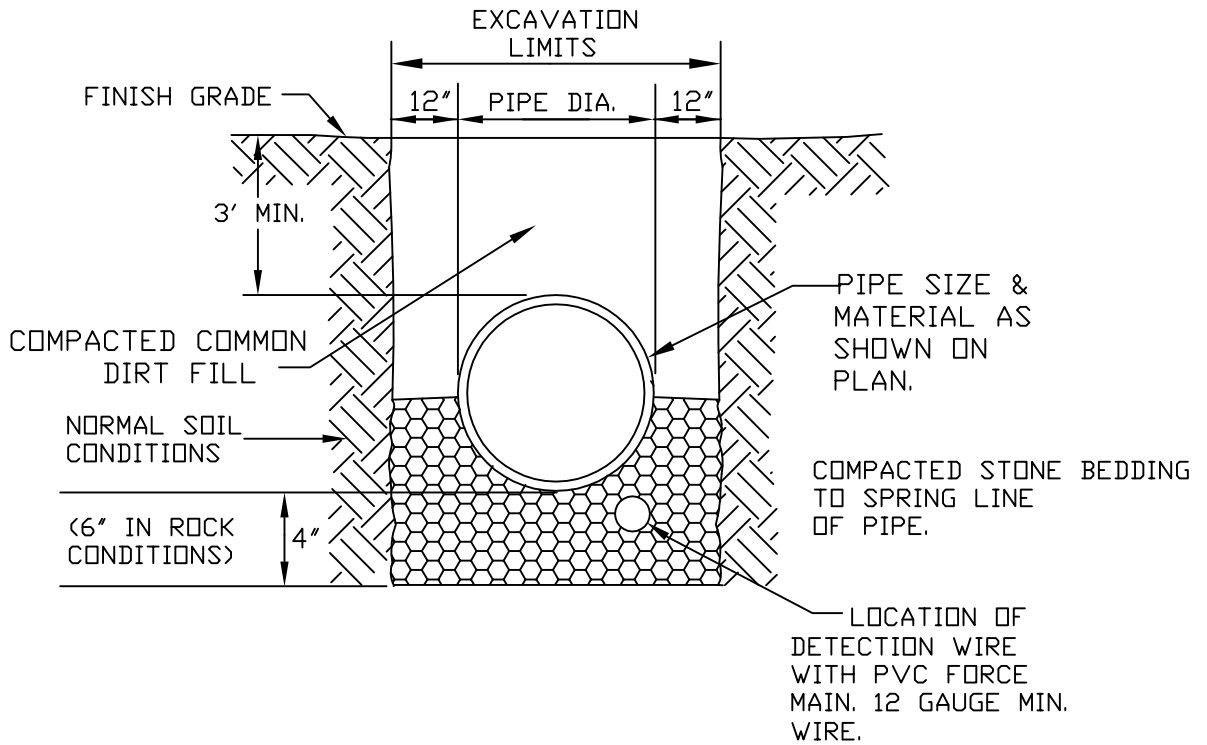 EXCAVATION
LIMITS
FINISH GRADE
12"
PIPE DIA.
12"
3' MIN.
PIPE SIZE &
MATERIAL AS
SHOWN ON
PLAN.
COMPACTED COMMON
DIRT FILL
NORMAL SOIL
CONDITIONS
COMPACTED STONE BEDDING
TO SPRING LINE
OF PIPE.
(6" IN ROCK
CONDITIONS)
4"
LOCATION OF
DETECTION WIRE
WITH PVC FORCE
MAIN. 12 GAUGE MIN.
WIRE.